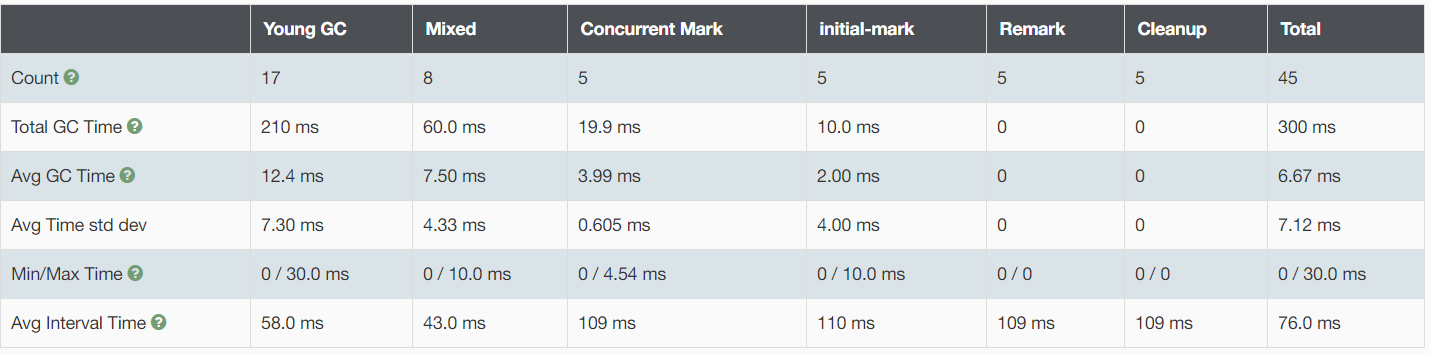 Young GC Mixed Concurrent Mark initial-mark Remark Cleanup Total
Count ? 17 8 5 5 5 5 45
Total GC Time ? 210 ms 60.0 ms 19.9 ms 10.0 ms 0 0 300 ms
Avg GC Time ? 12.4 ms 7.50 ms 3.99 ms 2.00 ms 0 0 6.67 ms
Avg Time std dev 7.30 ms 4.33 ms 0.605 ms 4.00 ms 0 0 7.12 ms
Min/Max Time ? 0 / 30.0 ms 0 / 10.0 ms 0 / 4.54 ms 0 / 10.0 ms 0 / 0 0 / 0 0 / 30.0 ms
Avg Interval Time ? 58.0 ms 43.0 ms 109 ms 110 ms 109 ms 109 ms 76.0 ms